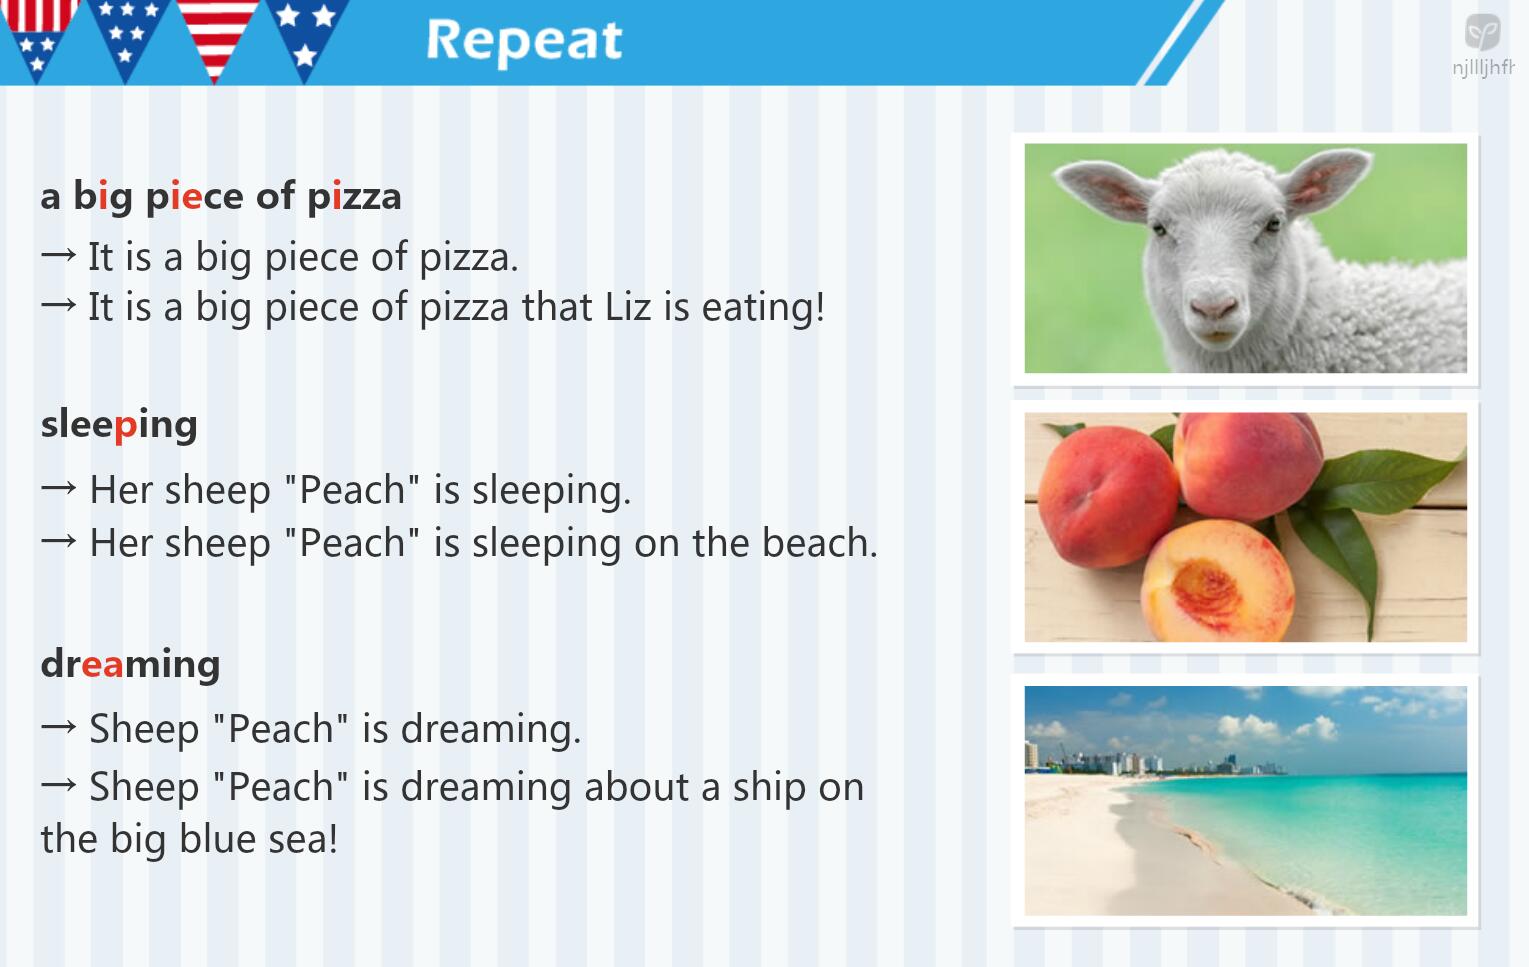 Repeat
a big piece of pizza
→ It is a big piece of pizza.
→ It is a big piece of pizza that Liz is eating!
sleeping
→ Her sheep "Peach" is sleeping.
→ Her sheep "Peach" is sleeping on the beach.
dreaming
→ Sheep "Peach" is dreaming.
→ Sheep "Peach" is dreaming about a ship on
the big blue sea!